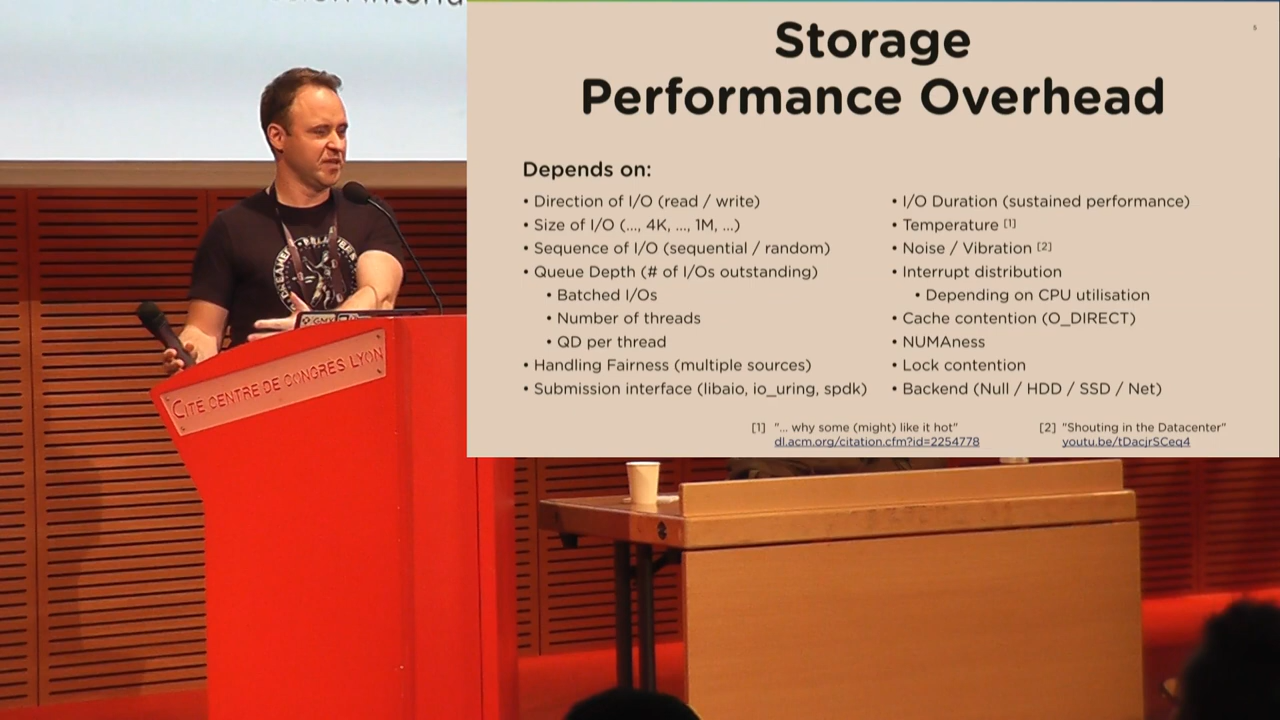 Storage
Performance Overhead
Depends on:
• Direction of I/O (read / write)
• Size of I/O (..., 4K, ..., 1M, ...)
• Sequence of I/O (sequential / random)
• Queue Depth (# of I/Os outstanding)
• Batched I/Os
• Number of threads
• QD per thread
• Handling Fairness (multiple sources)
• Submission interface (libaio, io_uring, spdk)
• I/O Duration (sustained performance)
• Temperature [1]
• Noise / Vibration [2]
• Interrupt distribution
• Depending on CPU utilisation
• Cache contention (O_DIRECT)
• NUMAness
• Lock contention
• Backend (Null / HDD / SSD / Net)
[1] "... why some (might) like it hot"
dl.acm.org/citation.cfm?id=2254778
[2] "Shouting in the Datacenter"
youtu.be/tDacjrSCeq4
CITE CENTRE DE CONGRÈS LYON